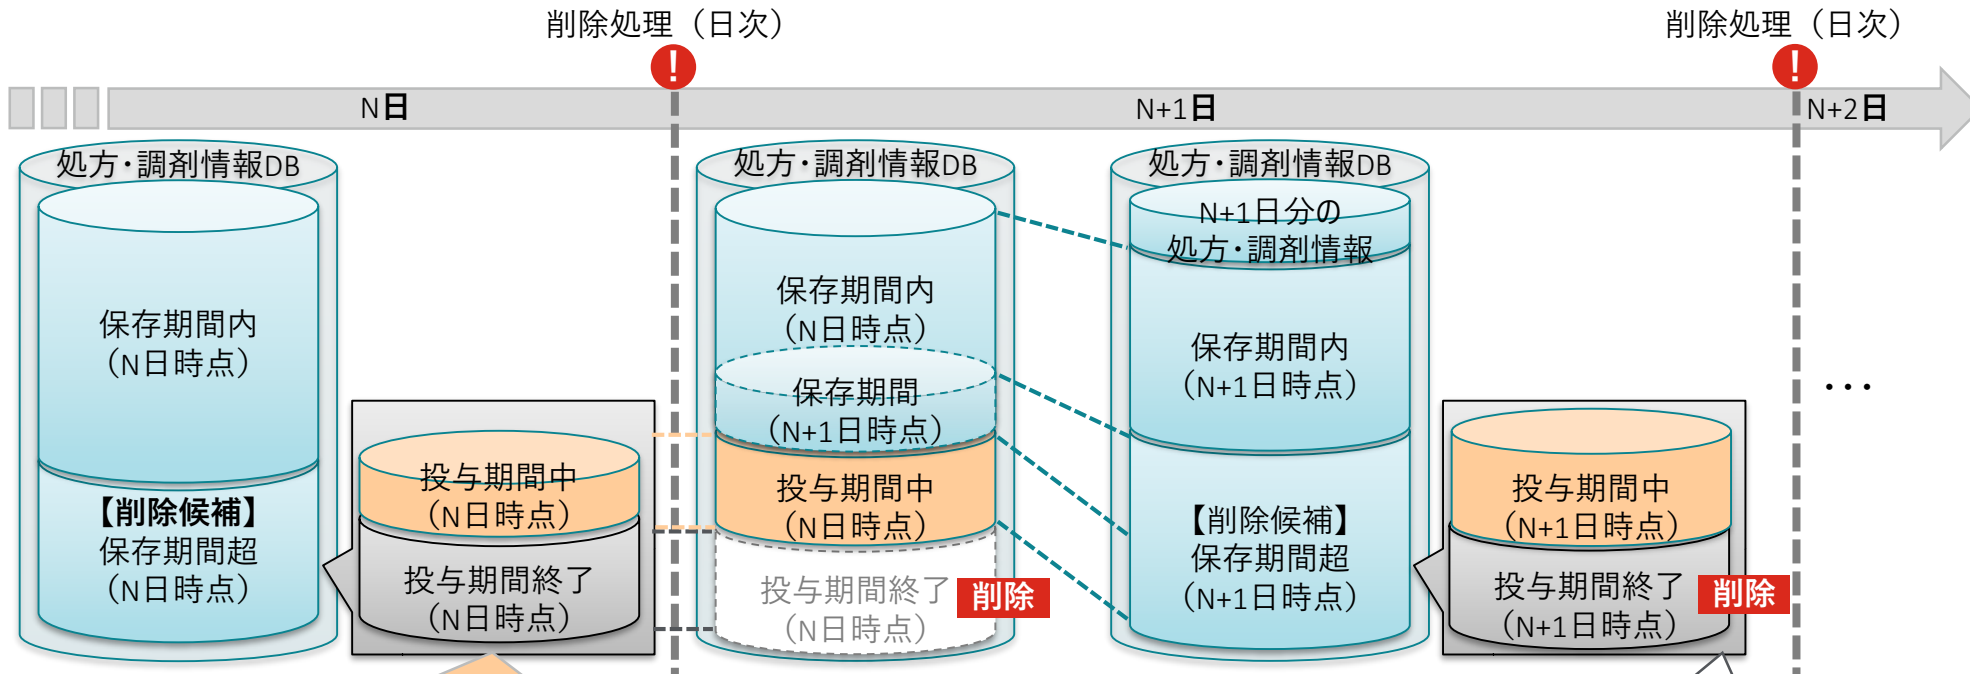 削除処理（日次）
削除処理（日次）
!
!
N日
N+1日
N+2日
処方・調剤情報DB
保存期間内
（N日時点）
【削除候補】
保存期間超
（N日時点）
投与期間中
（N日時点）
投与期間終了
（N日時点）
処方・調剤情報DB
保存期間内
（N日時点）
保存期間
（N+1日時点）
投与期間中
（N日時点）
投与期間終了
（N日時点）
削除
処方・調剤情報DB
N+1日分の
処方・調剤情報
保存期間内
（N+1日時点）
【削除候補】
保存期間超
（N+1日時点）
投与期間中
（N+1日時点）
投与期間終了
（N+1日時点）
削除
…